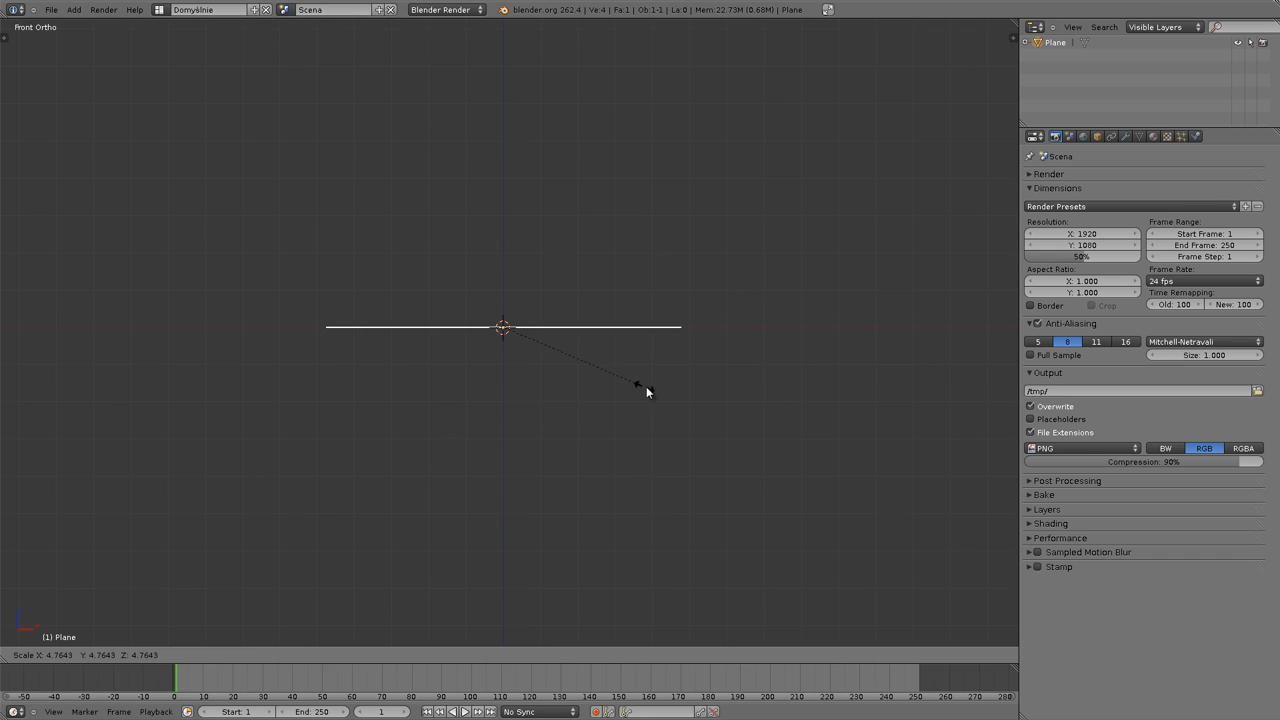 File Add Render Help Domyślnie Scena Blender Render blender.org 262.4 | Ve:4 | Fa:1 | Ob:1-1 | La:0 | Mem:22.73M (0.68M) | Plane
Front Ortho
View Search Visible Layers
Plane
Scena
Render
Dimensions
Render Presets
Resolution: Frame Range:
X: 1920 Start Frame: 1
Y: 1080 End Frame: 250
50% Frame Step: 1
Aspect Ratio: Frame Rate:
X: 1.000 24 fps
Y: 1.000 Time Remapping:
Border Crop Old: 100 New: 100
Anti-Aliasing
5 8 11 16 Mitchell-Netravali
Full Sample Size: 1.000
Output
/tmp/
Overwrite
Placeholders
File Extensions
PNG BW RGB RGBA
Compression: 90%
Post Processing
Bake
Layers
Shading
Performance
Sampled Motion Blur
Stamp
(1) Plane
Scale X: 4.7643 Y: 4.7643 Z: 4.7643
-50 -40 -30 -20 -10 0 10 20 30 40 50 60 70 80 90 100 110 120 130 140 150 160 170 180 190 200 210 220 230 240 250 260 270 280
View Marker Frame Playback Start: 1 End: 250 1 No Sync